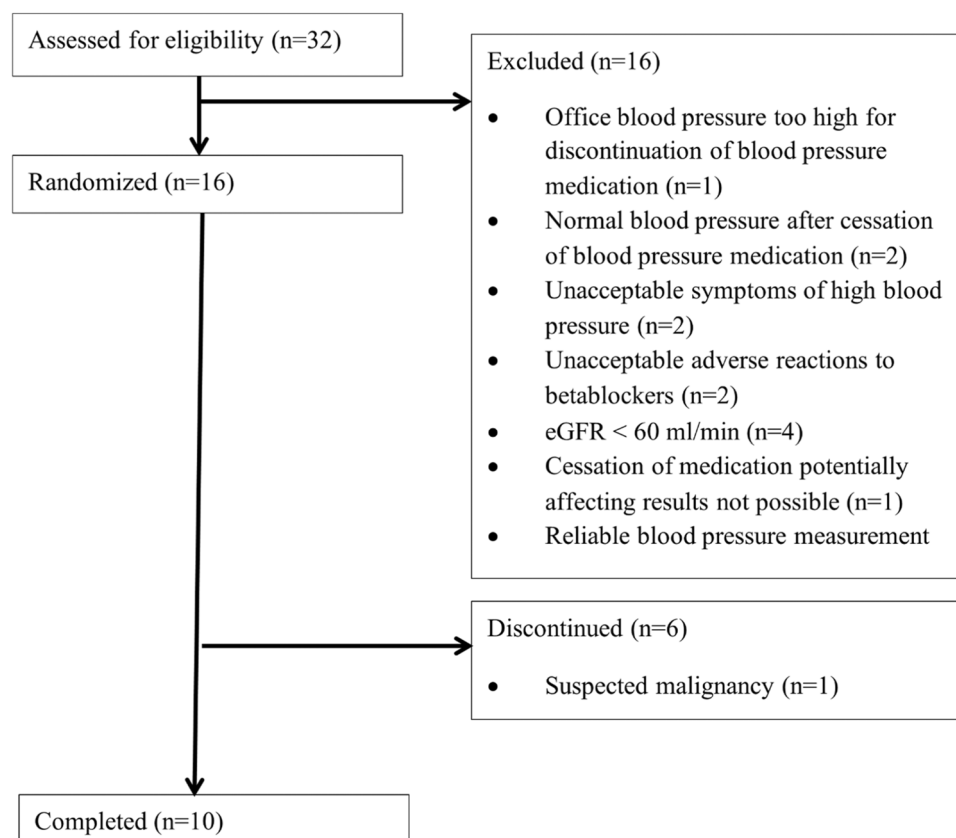 Assessed for eligibility (n=32)
Excluded (n=16)
• Office blood pressure too high for
discontinuation of blood pressure
medication (n=1)
• Normal blood pressure after cessation
of blood pressure medication (n=2)
• Unacceptable symptoms of high blood
pressure (n=2)
• Unacceptable adverse reactions to
betablockers (n=2)
• eGFR < 60 ml/min (n=4)
• Cessation of medication potentially
affecting results not possible (n=1)
• Reliable blood pressure measurement
Randomized (n=16)
Discontinued (n=6)
• Suspected malignancy (n=1)
Completed (n=10)